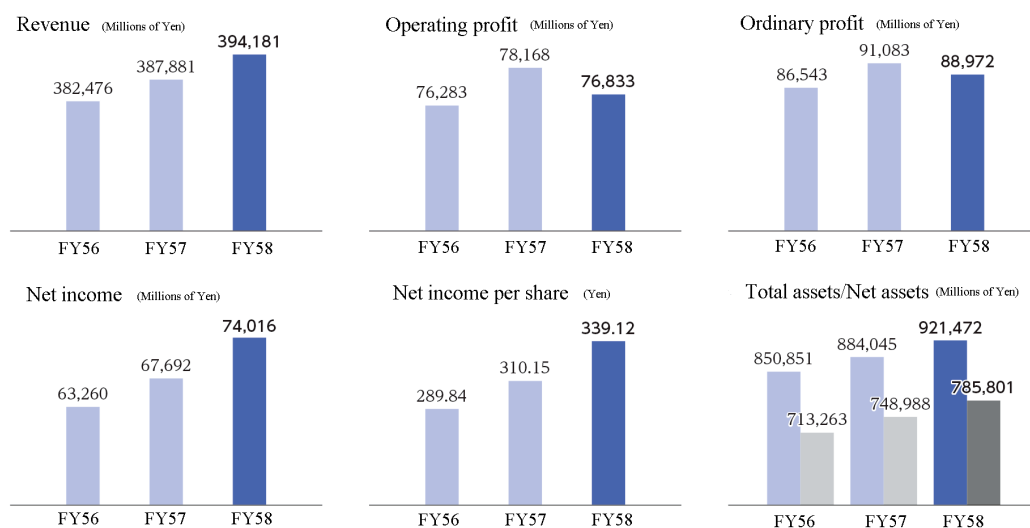 Revenue (Millions of Yen)
382,476
387,881
394,181
FY56
FY57
FY58
Operating profit (Millions of Yen)
76,283
78,168
76,833
FY56
FY57
FY58
Ordinary profit (Millions of Yen)
86,543
91,083
88,972
FY56
FY57
FY58
Net income (Millions of Yen)
63,260
67,692
74,016
FY56
FY57
FY58
Net income per share (Yen)
289.84
310.15
339.12
FY56
FY57
FY58
Total assets/Net assets (Millions of Yen)
850,851
713,263
884,045
748,988
921,472
785,801
FY56
FY57
FY58